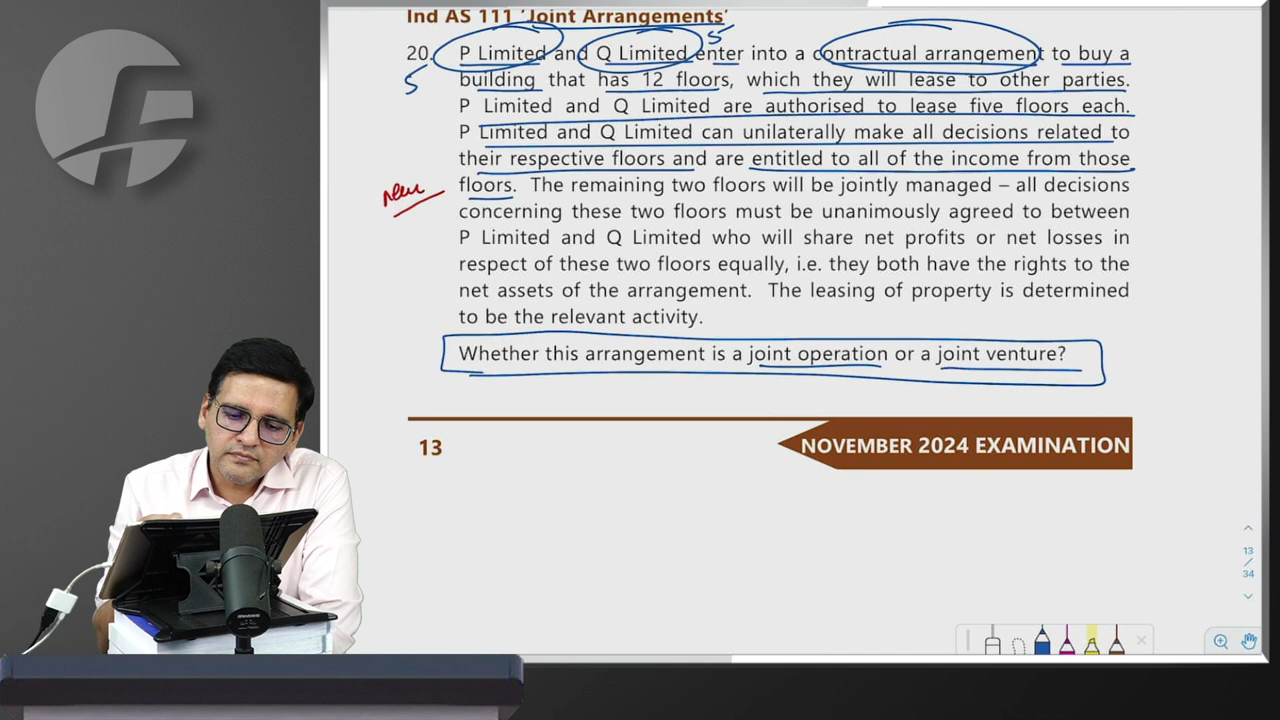 Ind AS 111 'Joint Arrangements'
5
20. P Limited and Q Limited enter into a contractual arrangement to buy a
5 building that has 12 floors, which they will lease to other parties.
P Limited and Q Limited are authorised to lease five floors each.
P Limited and Q Limited can unilaterally make all decisions related to
their respective floors and are entitled to all of the income from those
new floors. The remaining two floors will be jointly managed – all decisions
concerning these two floors must be unanimously agreed to between
P Limited and Q Limited who will share net profits or net losses in
respect of these two floors equally, i.e. they both have the rights to the
net assets of the arrangement. The leasing of property is determined
to be the relevant activity.
Whether this arrangement is a joint operation or a joint venture?
13
NOVEMBER 2024 EXAMINATION
13
/
34